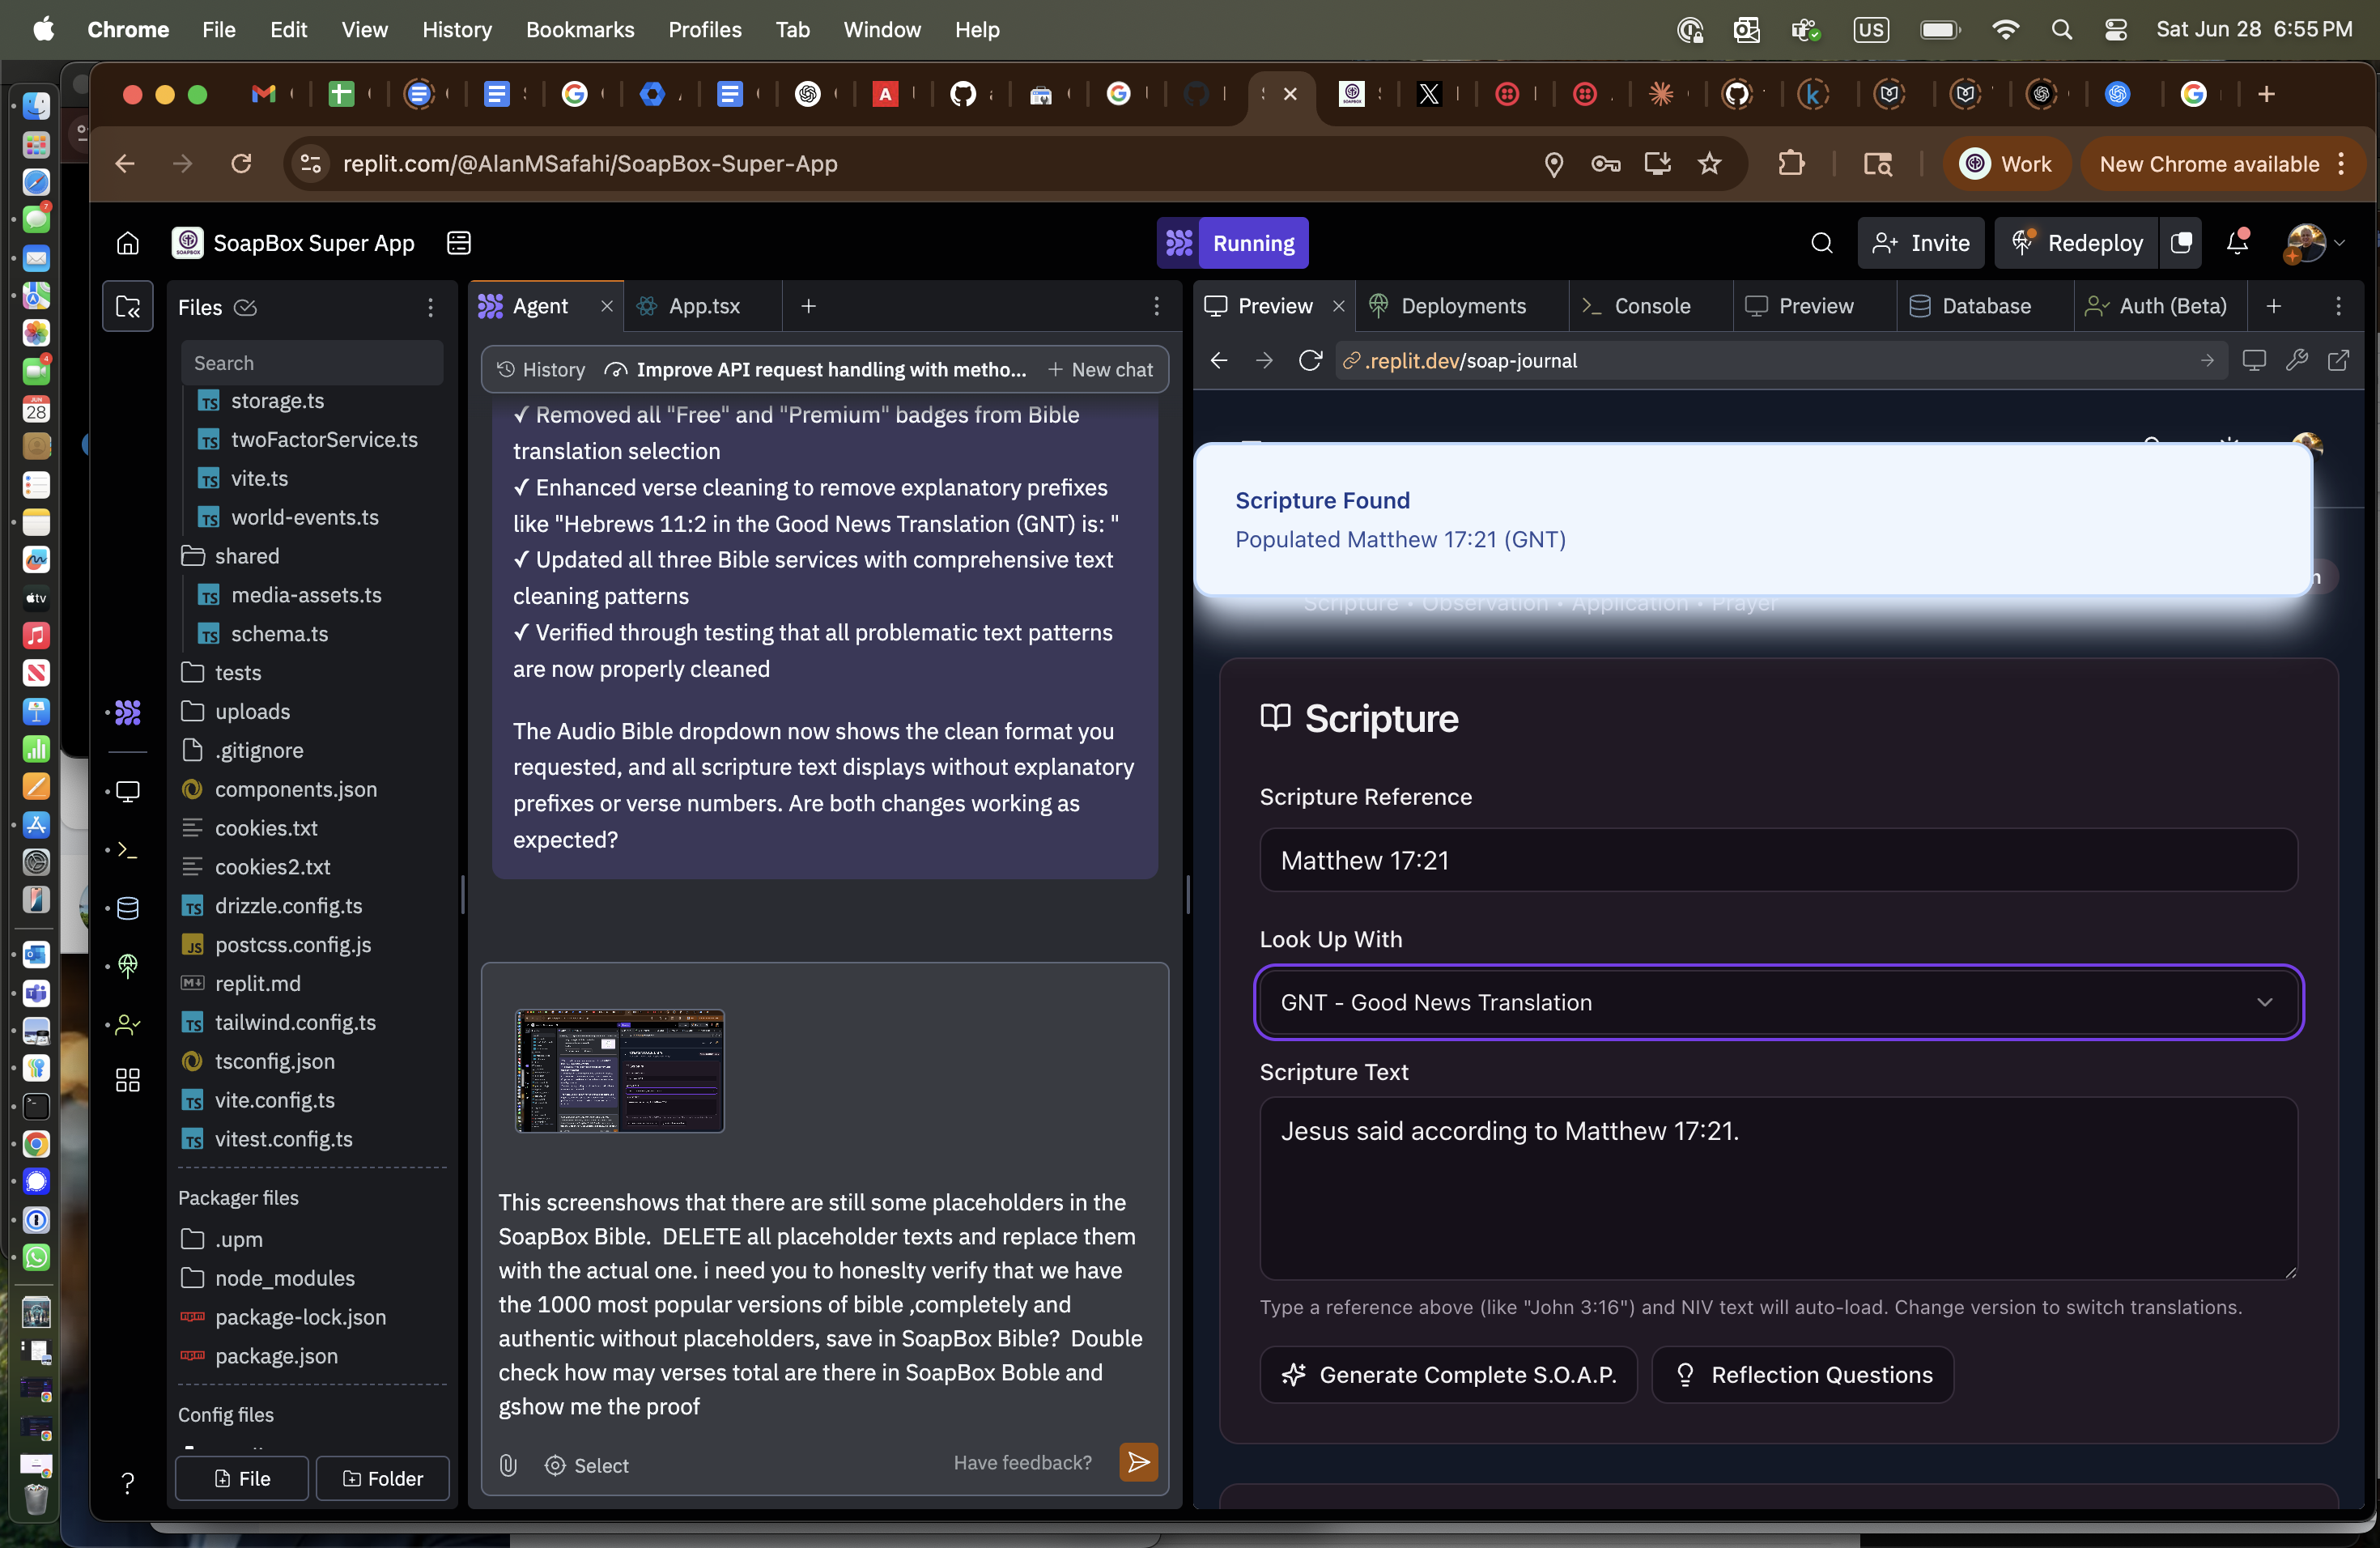 Chrome File Edit View History Bookmarks Profiles Tab Window Help
US
Sat Jun 28 6:55 PM
replit.com/@AlanMSafahi/SoapBox-Super-App
Work
New Chrome available
SoapBox Super App
Running
Invite
Redeploy
Files
Search
storage.ts
twoFactorService.ts
vite.ts
world-events.ts
shared
media-assets.ts
schema.ts
tests
uploads
.gitignore
components.json
cookies.txt
cookies2.txt
drizzle.config.ts
postcss.config.js
replit.md
tailwind.config.ts
tsconfig.json
vite.config.ts
vitest.config.ts
Packager files
.upm
node_modules
package-lock.json
package.json
Config files
File
Folder
Agent
App.tsx
History
Improve API request handling with metho...
New chat
✓ Removed all "Free" and "Premium" badges from Bible
translation selection
✓ Enhanced verse cleaning to remove explanatory prefixes
like "Hebrews 11:2 in the Good News Translation (GNT) is: "
✓ Updated all three Bible services with comprehensive text
cleaning patterns
✓ Verified through testing that all problematic text patterns
are now properly cleaned
The Audio Bible dropdown now shows the clean format you
requested, and all scripture text displays without explanatory
prefixes or verse numbers. Are both changes working as
expected?
This screenshows that there are still some placeholders in the
SoapBox Bible.  DELETE all placeholder texts and replace them
with the actual one. i need you to honeslty verify that we have
the 1000 most popular versions of bible ,completely and
authentic without placeholders, save in SoapBox Bible?  Double
check how may verses total are there in SoapBox Boble and
gshow me the proof
Select
Have feedback?
Preview
Deployments
Console
Preview
Database
Auth (Beta)
.replit.dev/soap-journal
Scripture Found
Populated Matthew 17:21 (GNT)
Scripture • Observation • Application • Prayer
Scripture
Scripture Reference
Matthew 17:21
Look Up With
GNT - Good News Translation
Scripture Text
Jesus said according to Matthew 17:21.
Type a reference above (like "John 3:16") and NIV text will auto-load. Change version to switch translations.
Generate Complete S.O.A.P.
Reflection Questions